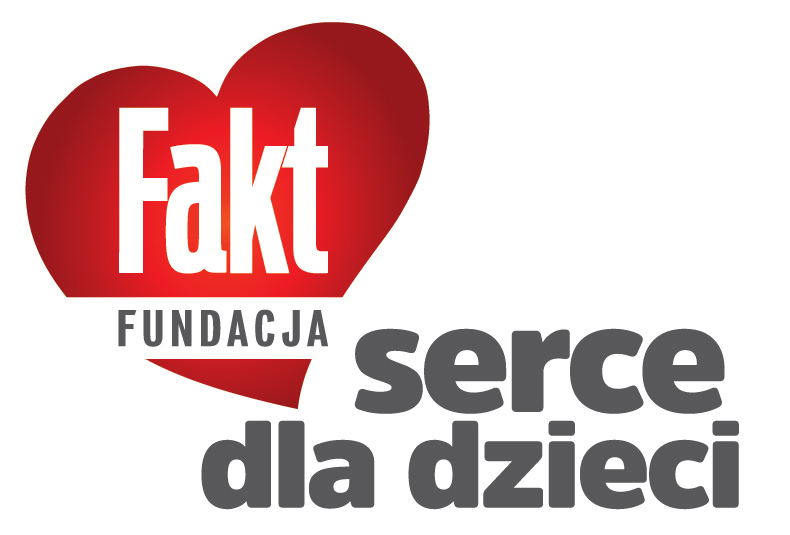 Fakt
FUNDACJA
serce
dla dzieci